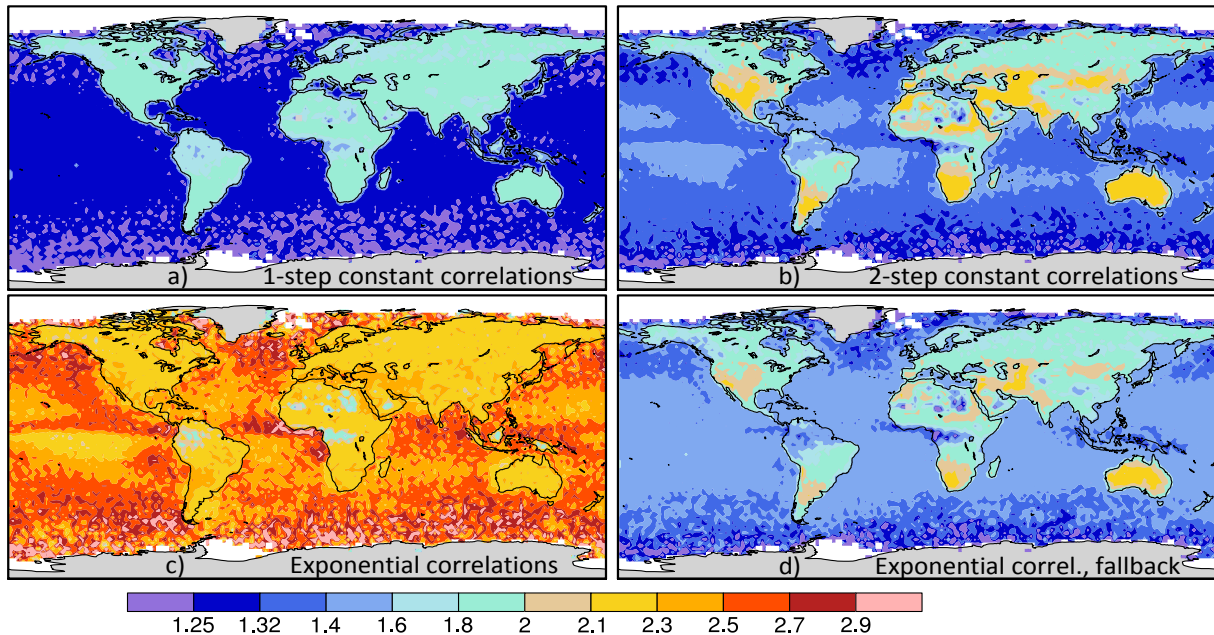 a) 1-step constant correlations
b) 2-step constant correlations
c) Exponential correlations
d) Exponential correl., fallback
1.25 1.32 1.4 1.6 1.8 2 2.1 2.3 2.5 2.7 2.9